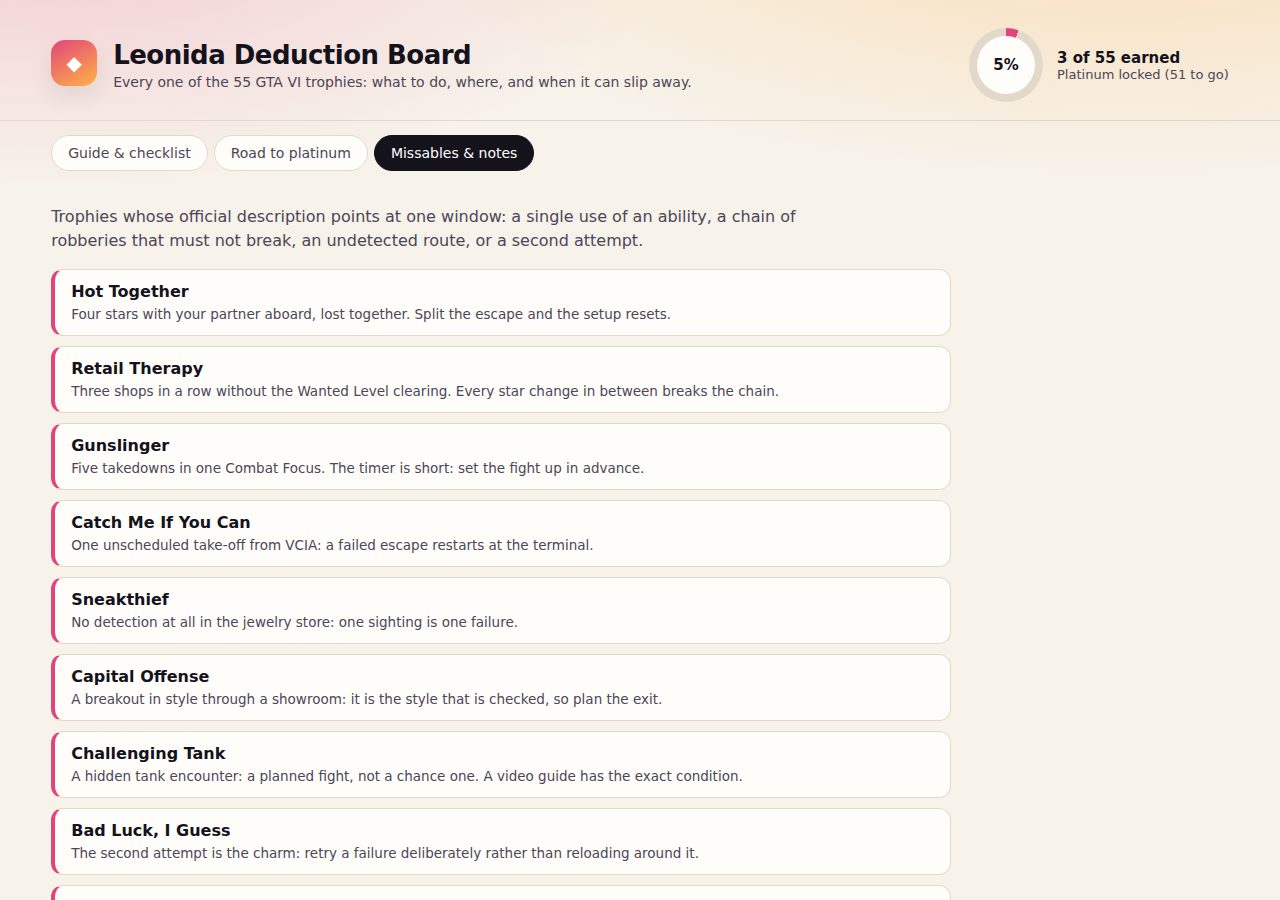 Leonida Deduction Board
Every one of the 55 GTA VI trophies: what to do, where, and when it can slip away.
5%
3 of 55 earned
Platinum locked (51 to go)
Guide & checklist
Road to platinum
Missables & notes
Trophies whose official description points at one window: a single use of an ability, a chain of
robberies that must not break, an undetected route, or a second attempt.
Hot Together
Four stars with your partner aboard, lost together. Split the escape and the setup resets.
Retail Therapy
Three shops in a row without the Wanted Level clearing. Every star change in between breaks the chain.
Gunslinger
Five takedowns in one Combat Focus. The timer is short: set the fight up in advance.
Catch Me If You Can
One unscheduled take-off from VCIA: a failed escape restarts at the terminal.
Sneakthief
No detection at all in the jewelry store: one sighting is one failure.
Capital Offense
A breakout in style through a showroom: it is the style that is checked, so plan the exit.
Challenging Tank
A hidden tank encounter: a planned fight, not a chance one. A video guide has the exact condition.
Bad Luck, I Guess
The second attempt is the charm: retry a failure deliberately rather than reloading around it.